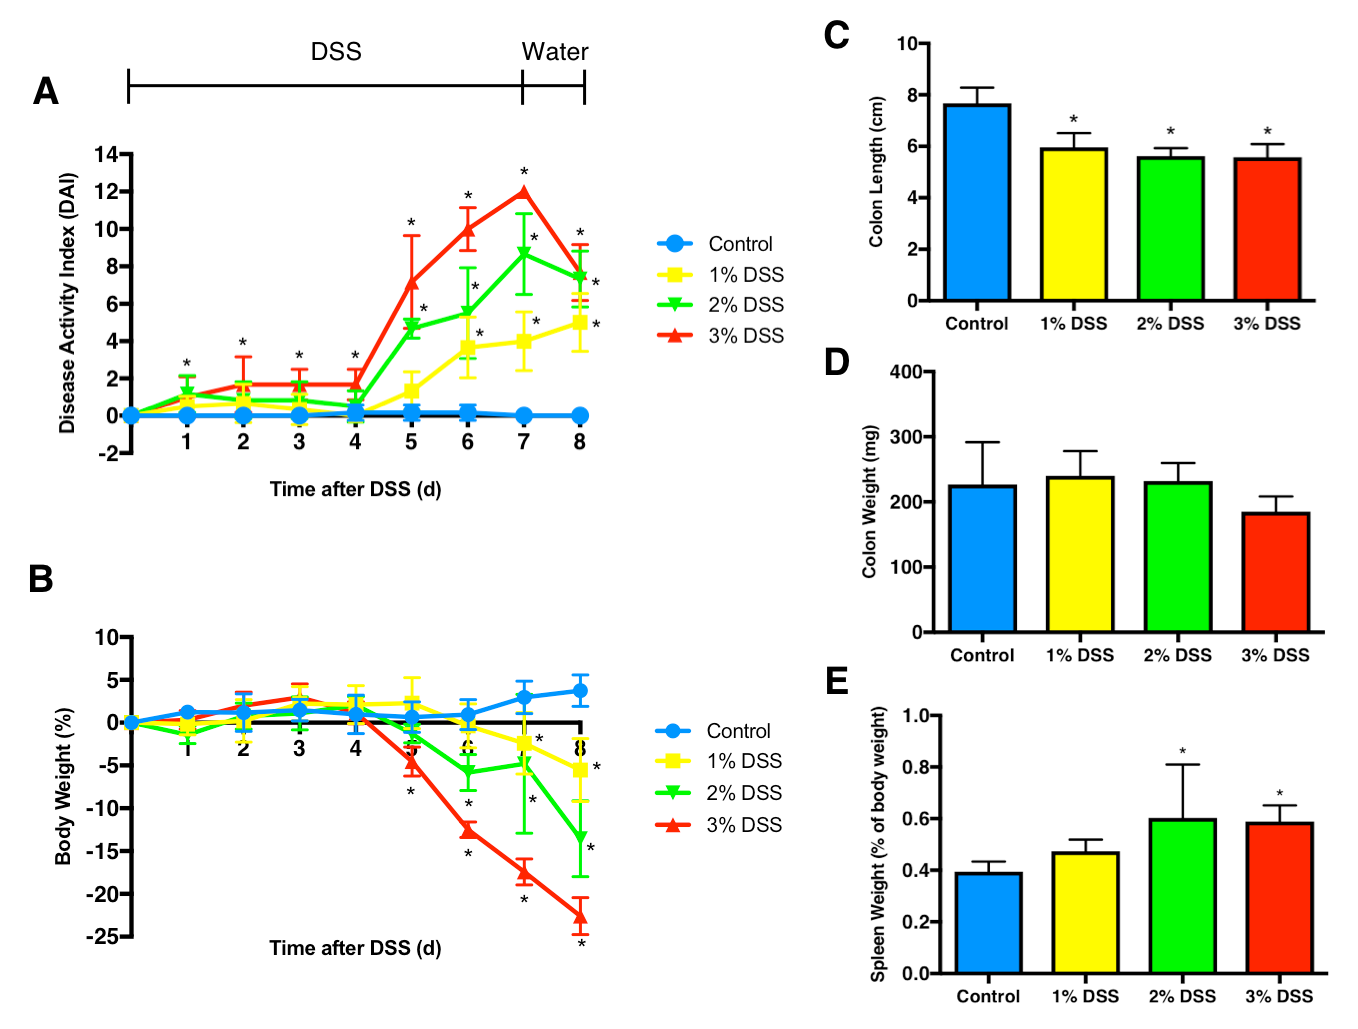 DSS Water
A
14
12
10
8
6
4
2
0
-2
Disease Activity Index (DAI)
* * * * * * * *
* * * *
* * *
1 2 3 4 5 6 7 8
Time after DSS (d)
Control
1% DSS
2% DSS
3% DSS
B
10
5
0
-5
-10
-15
-20
-25
Body Weight (%)
1 2 3 4 5 6 7 8
* *
* * * *
* * * *
Time after DSS (d)
Control
1% DSS
2% DSS
3% DSS
C
10
8
6
4
2
0
Colon Length (cm)
* * *
Control 1% DSS 2% DSS 3% DSS
D
400
300
200
100
0
Colon Weight (mg)
Control 1% DSS 2% DSS 3% DSS
E
1.0
0.8
0.6
0.4
0.2
0.0
Spleen Weight (% of body weight)
* *
Control 1% DSS 2% DSS 3% DSS